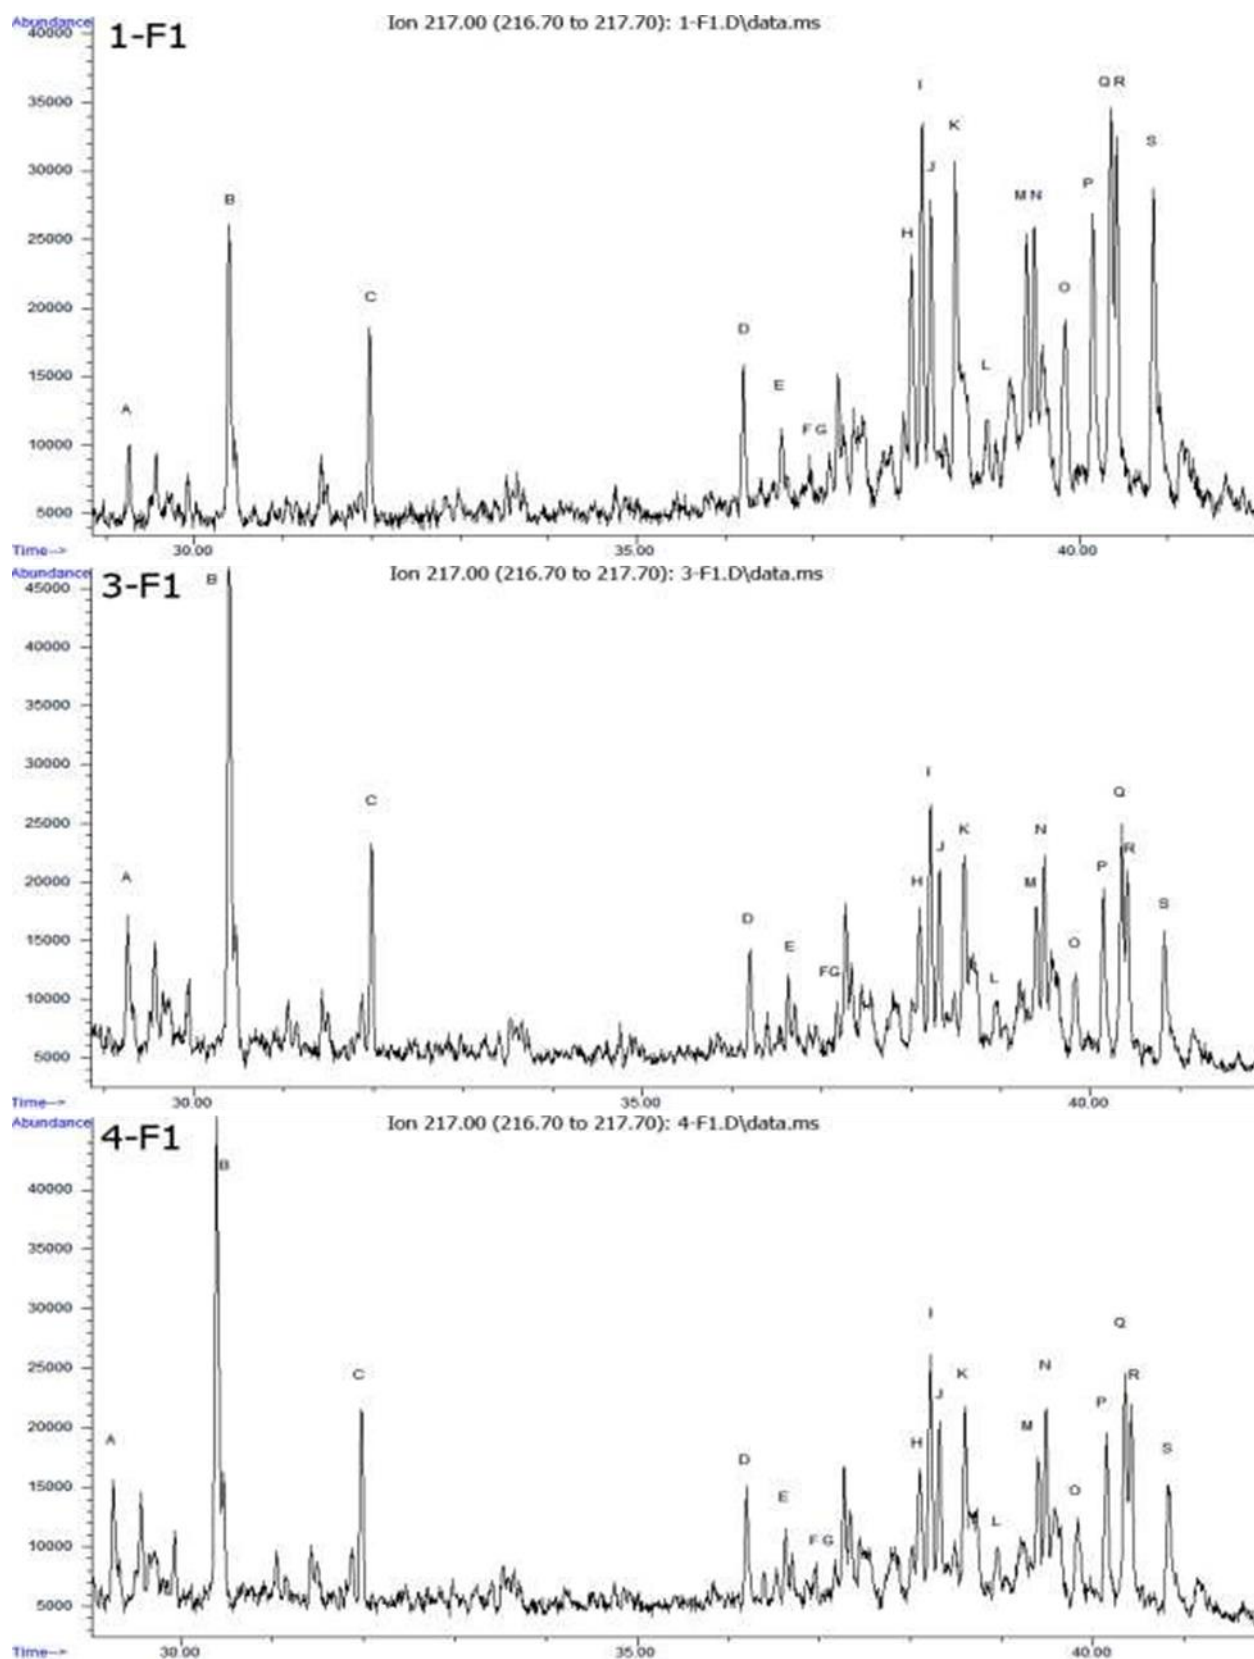 Abundance Ion 217.00 (216.70 to 217.70): 1-F1.D\data.ms
40000 1-F1
35000
30000
25000
20000
15000
10000
5000
A B C D E F G H I J K L M N O P Q R S
Time--> 30.00 35.00 40.00
Abundance Ion 217.00 (216.70 to 217.70): 3-F1.D\data.ms
3-F1
45000
40000
35000
30000
25000
20000
15000
10000
5000
A B C D E F G H I J K L M N O P Q R S
Time--> 30.00 35.00 40.00
Abundance Ion 217.00 (216.70 to 217.70): 4-F1.D\data.ms
4-F1
40000
35000
30000
25000
20000
15000
10000
5000
A B C D E F G H I J K L M N O P Q R S
Time--> 30.00 35.00 40.00